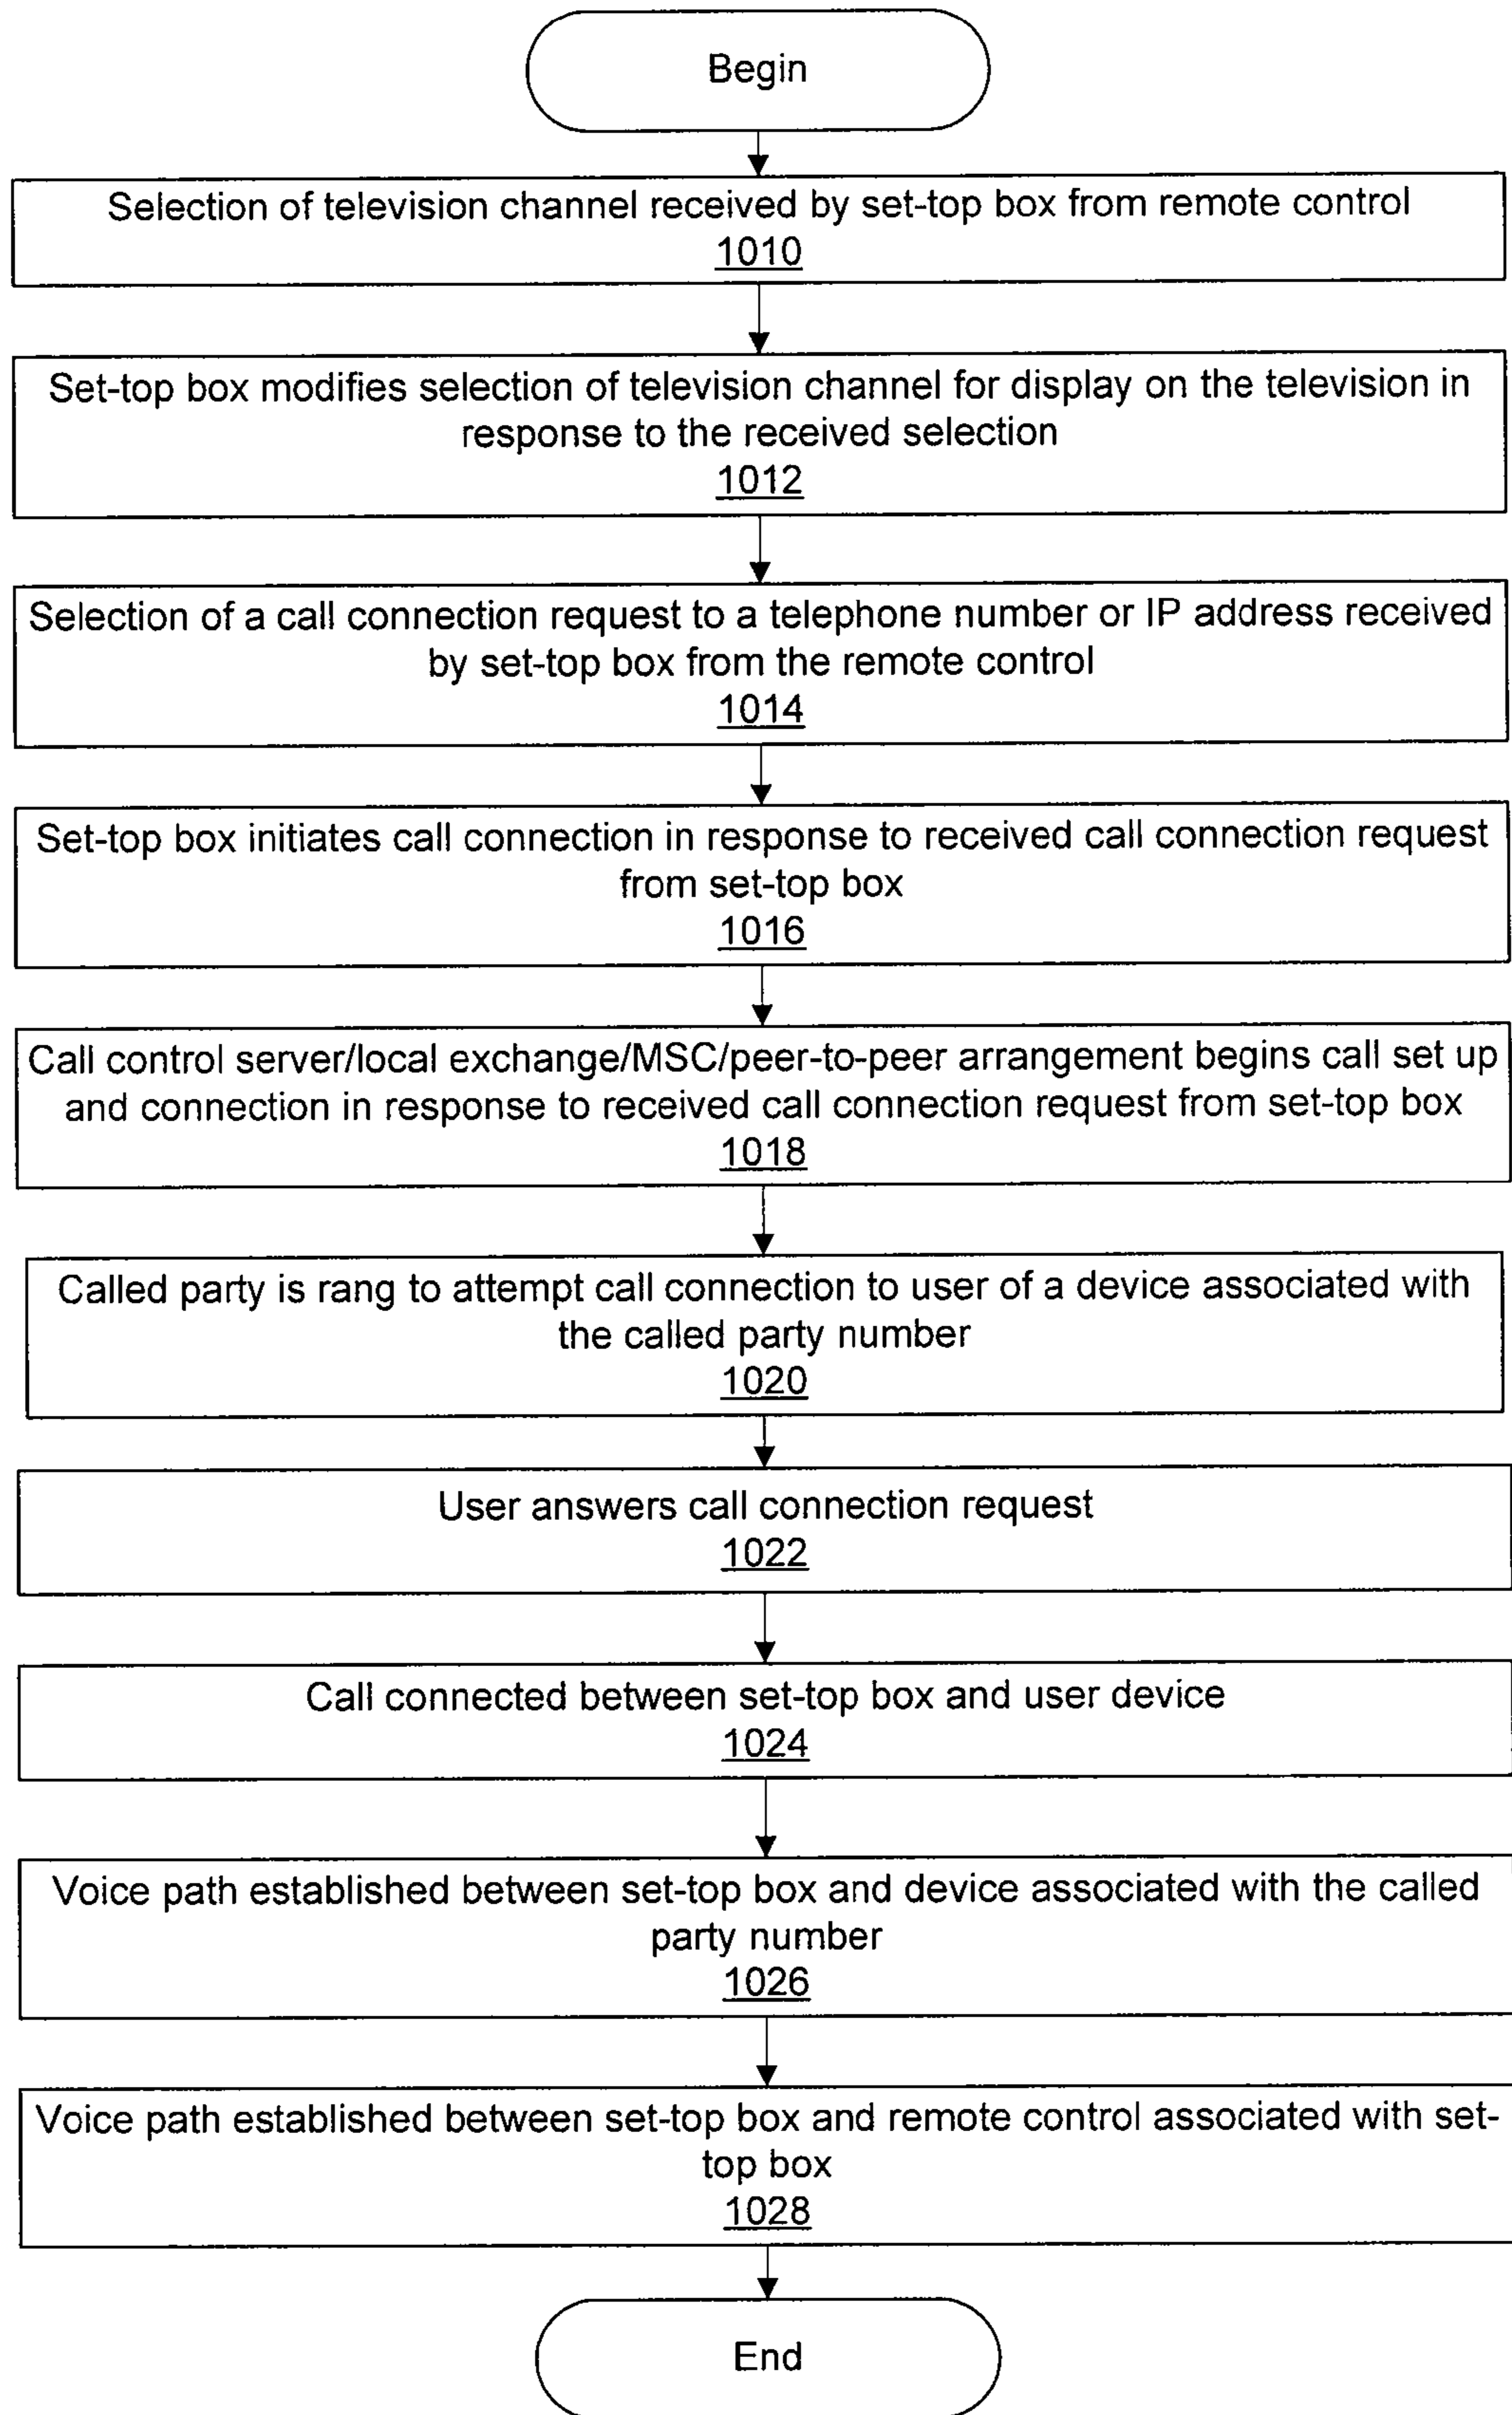 Begin
Selection of television channel received by set-top box from remote control
1010
Set-top box modifies selection of television channel for display on the television in
response to the received selection
1012
Selection of a call connection request to a telephone number or IP address received
by set-top box from the remote control
1014
Set-top box initiates call connection in response to received call connection request
from set-top box
1016
Call control server/local exchange/MSC/peer-to-peer arrangement begins call set up
and connection in response to received call connection request from set-top box
1018
Called party is rang to attempt call connection to user of a device associated with
the called party number
1020
User answers call connection request
1022
Call connected between set-top box and user device
1024
Voice path established between set-top box and device associated with the called
party number
1026
Voice path established between set-top box and remote control associated with set-
top box
1028
End